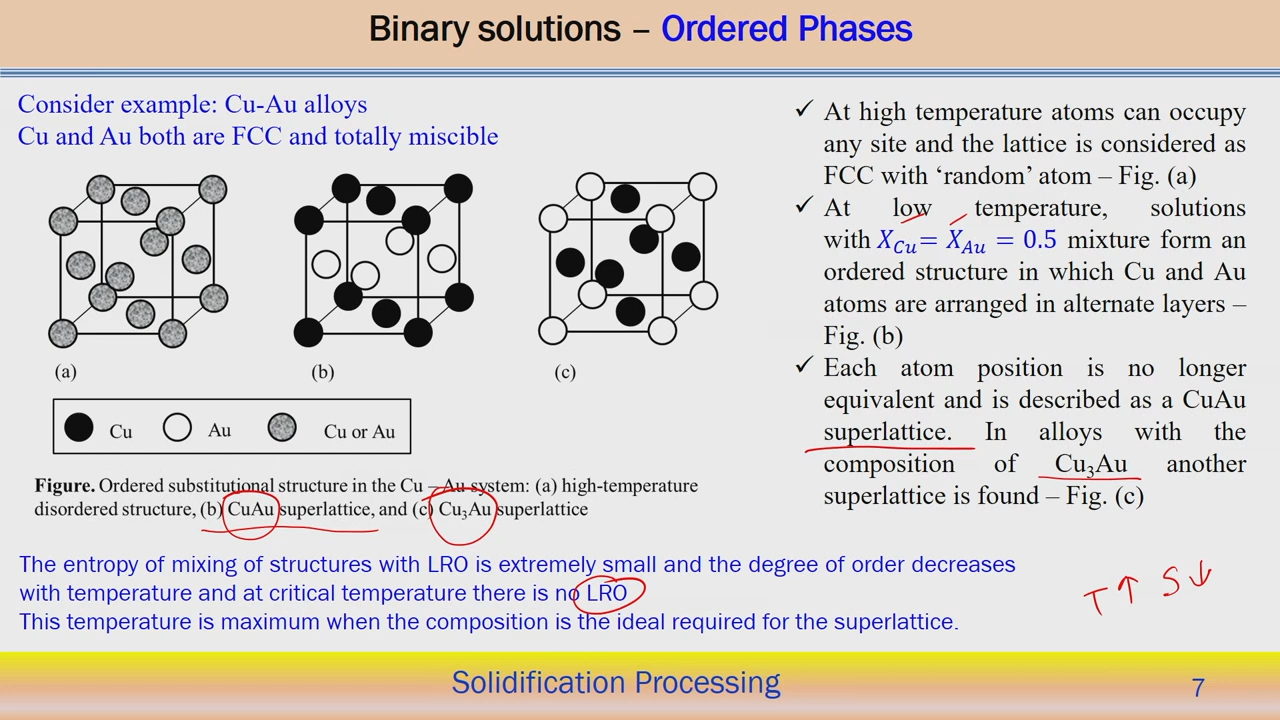 Binary solutions – Ordered Phases
Consider example: Cu-Au alloys
Cu and Au both are FCC and totally miscible
(a)
(b)
(c)
Cu
Au
Cu or Au
Figure. Ordered substitutional structure in the Cu – Au system: (a) high-temperature
disordered structure, (b) CuAu superlattice, and (c) Cu₃Au superlattice
✓ At high temperature atoms can occupy
any site and the lattice is considered as
FCC with ‘random’ atom – Fig. (a)
✓ At low temperature, solutions
with X_Cu = X_Au = 0.5 mixture form an
ordered structure in which Cu and Au
atoms are arranged in alternate layers –
Fig. (b)
✓ Each atom position is no longer
equivalent and is described as a CuAu
superlattice. In alloys with the
composition of Cu₃Au another
superlattice is found – Fig. (c)
The entropy of mixing of structures with LRO is extremely small and the degree of order decreases
with temperature and at critical temperature there is no LRO
This temperature is maximum when the composition is the ideal required for the superlattice.
T↑ S↓
Solidification Processing
7